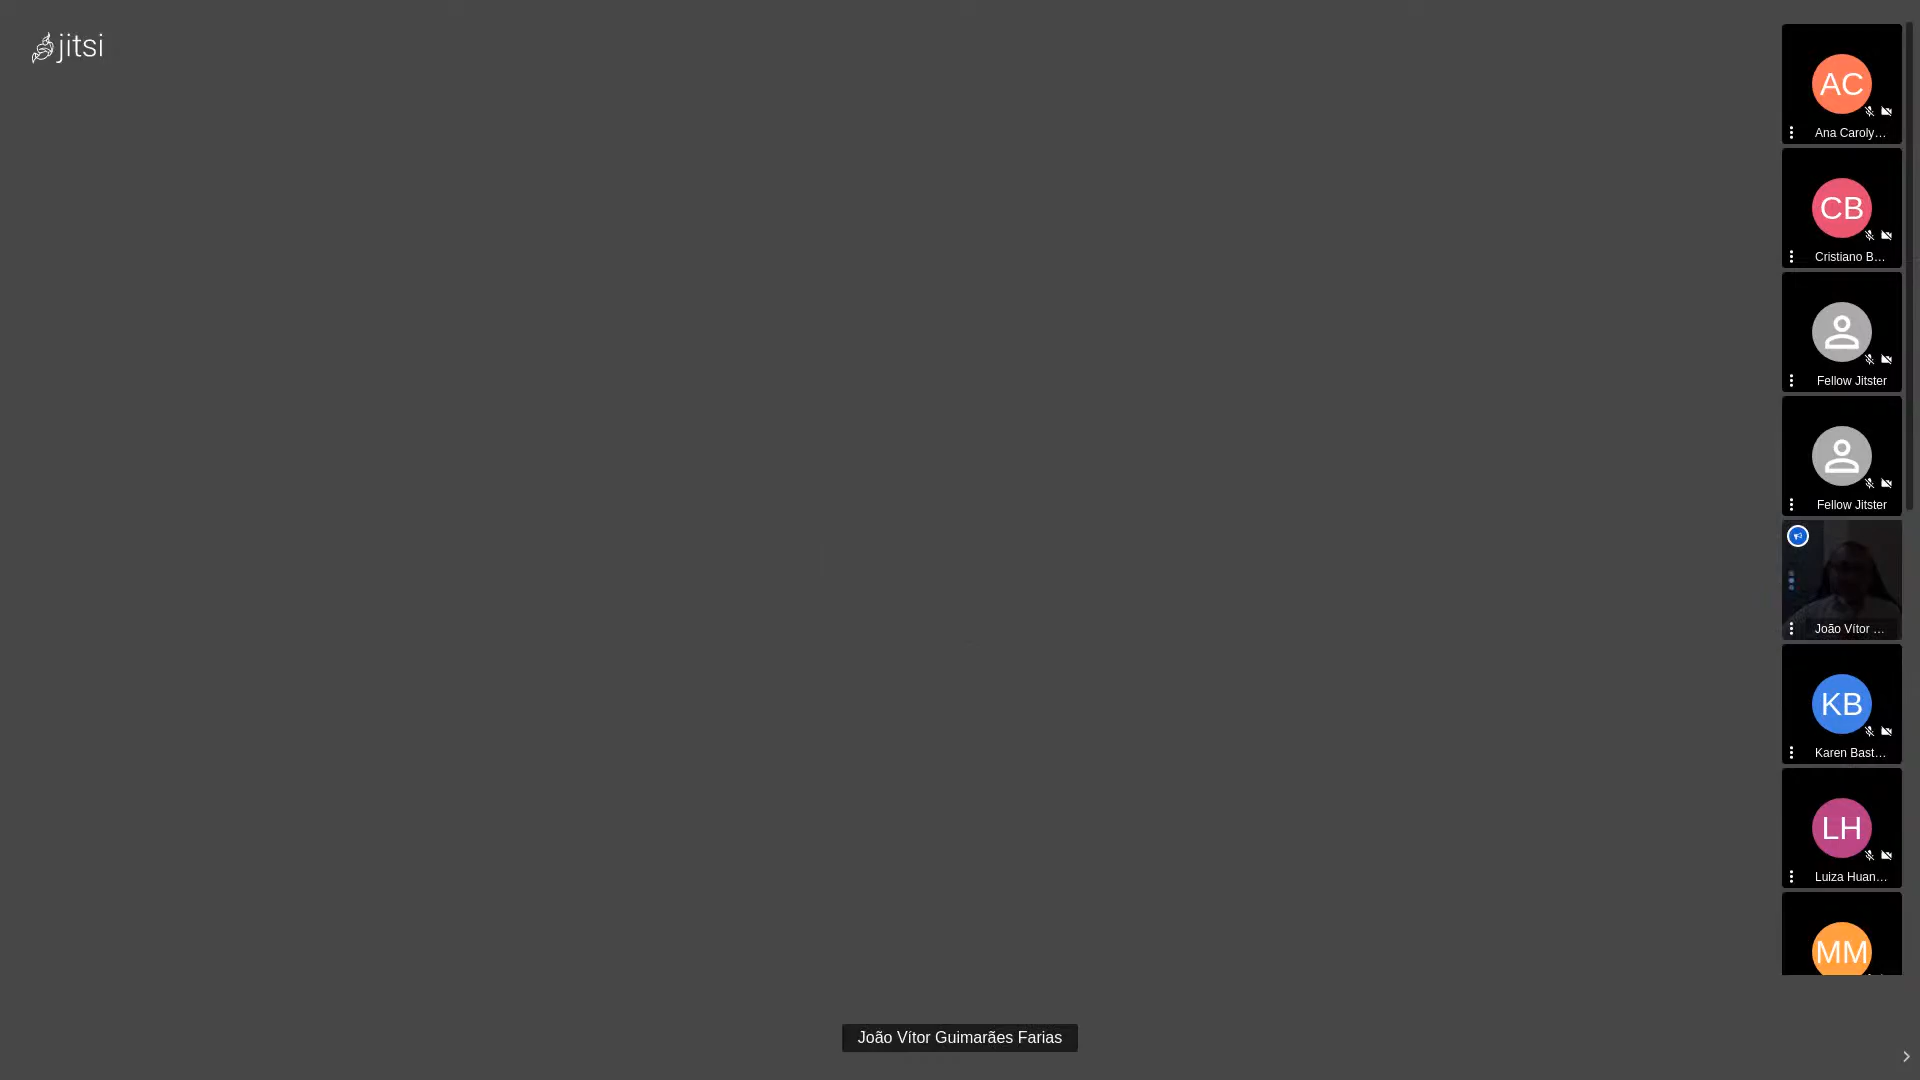 jitsi
AC
Ana Caroly...
CB
Cristiano B...
Fellow Jitster
Fellow Jitster
João Vítor ...
KB
Karen Bast...
LH
Luiza Huan...
MM
João Vítor Guimarães Farias